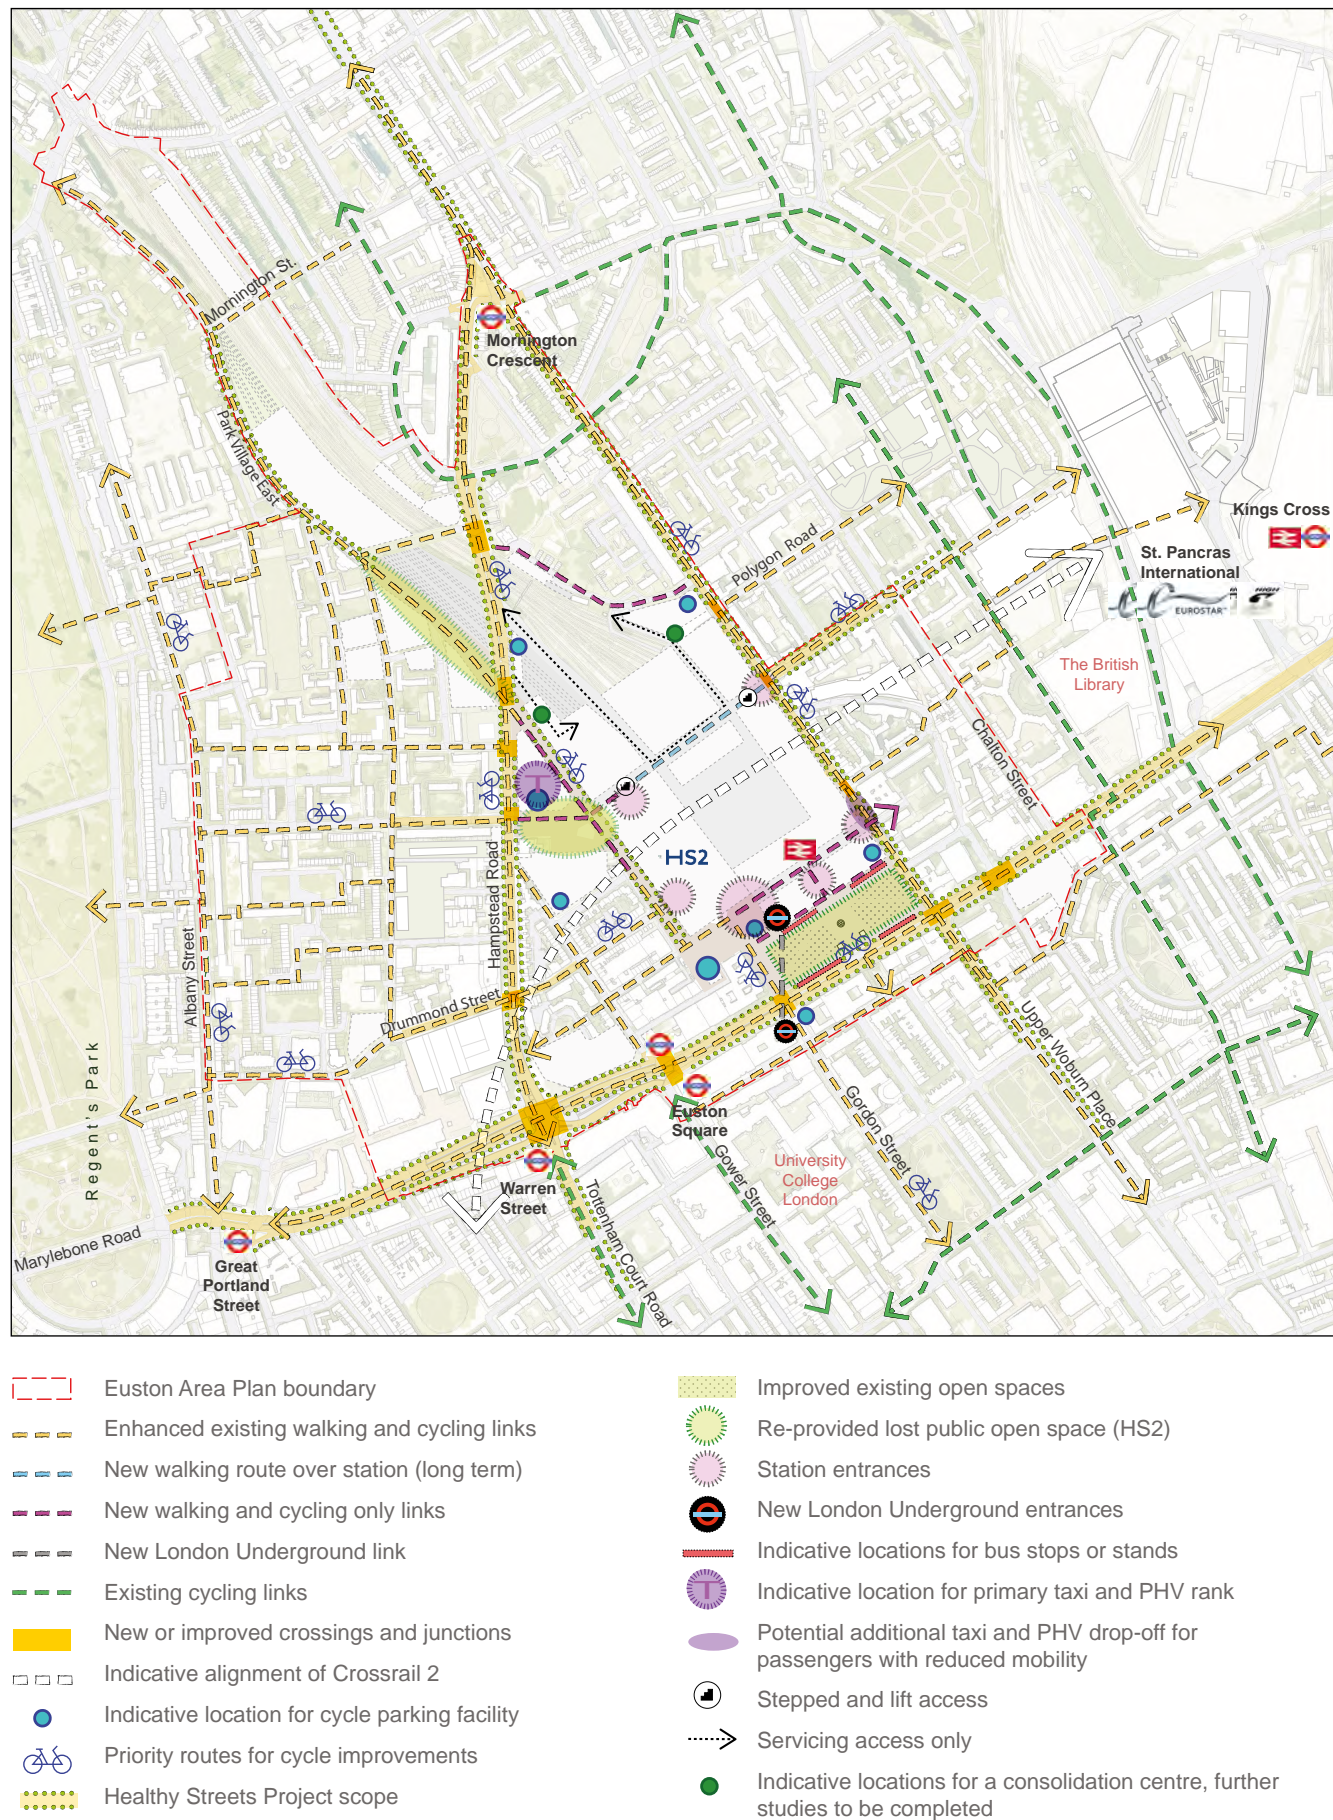 Mornington St.
Mornington
Crescent
Park Village East
Kings Cross
St. Pancras
International
EUROSTAR
HIGH
Polygon Road
The British
Library
Chalton Street
HS2
T
Hampstead Road
Albany Street
Drummond Street
Regent's Park
Upper Woburn Place
Gordon Street
Euston
Square
Gower Street
University
College
London
Warren
Street
Tottenham Court Road
Marylebone Road
Great
Portland
Street
Euston Area Plan boundary
Enhanced existing walking and cycling links
New walking route over station (long term)
New walking and cycling only links
New London Underground link
Existing cycling links
New or improved crossings and junctions
Indicative alignment of Crossrail 2
Indicative location for cycle parking facility
Priority routes for cycle improvements
Healthy Streets Project scope
Improved existing open spaces
Re-provided lost public open space (HS2)
Station entrances
New London Underground entrances
Indicative locations for bus stops or stands
T
Indicative location for primary taxi and PHV rank
Potential additional taxi and PHV drop-off for
passengers with reduced mobility
Stepped and lift access
Servicing access only
Indicative locations for a consolidation centre, further
studies to be completed